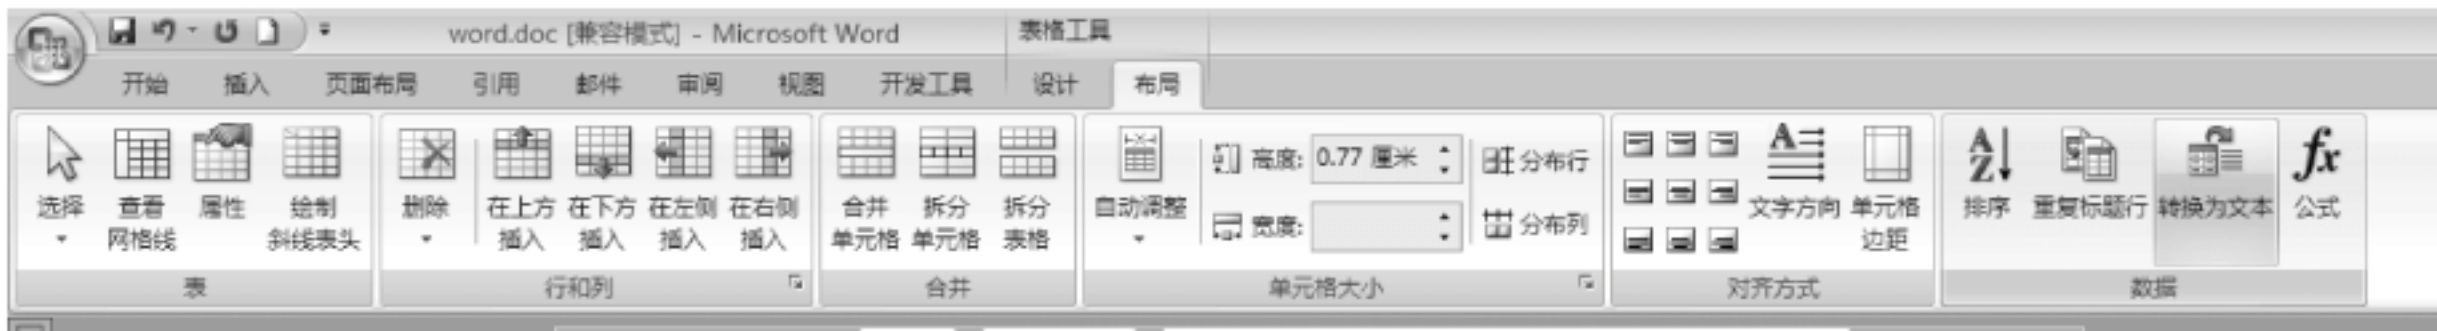 word.doc [兼容模式] - Microsoft Word 表格工具
开始 插入 页面布局 引用 邮件 审阅 视图 开发工具 设计 布局
选择 查看 网格线 属性 绘制 斜线表头
表
删除 在上方 插入 在下方 插入 在左侧 插入 在右侧 插入
行和列
合并 单元格 拆分 单元格 拆分 表格
合并
自动调整 高度: 0.77 厘米 分布行
宽度: 分布列
单元格大小
文字方向 单元格 边距
对齐方式
排序 重复标题行 转换为文本 公式
数据